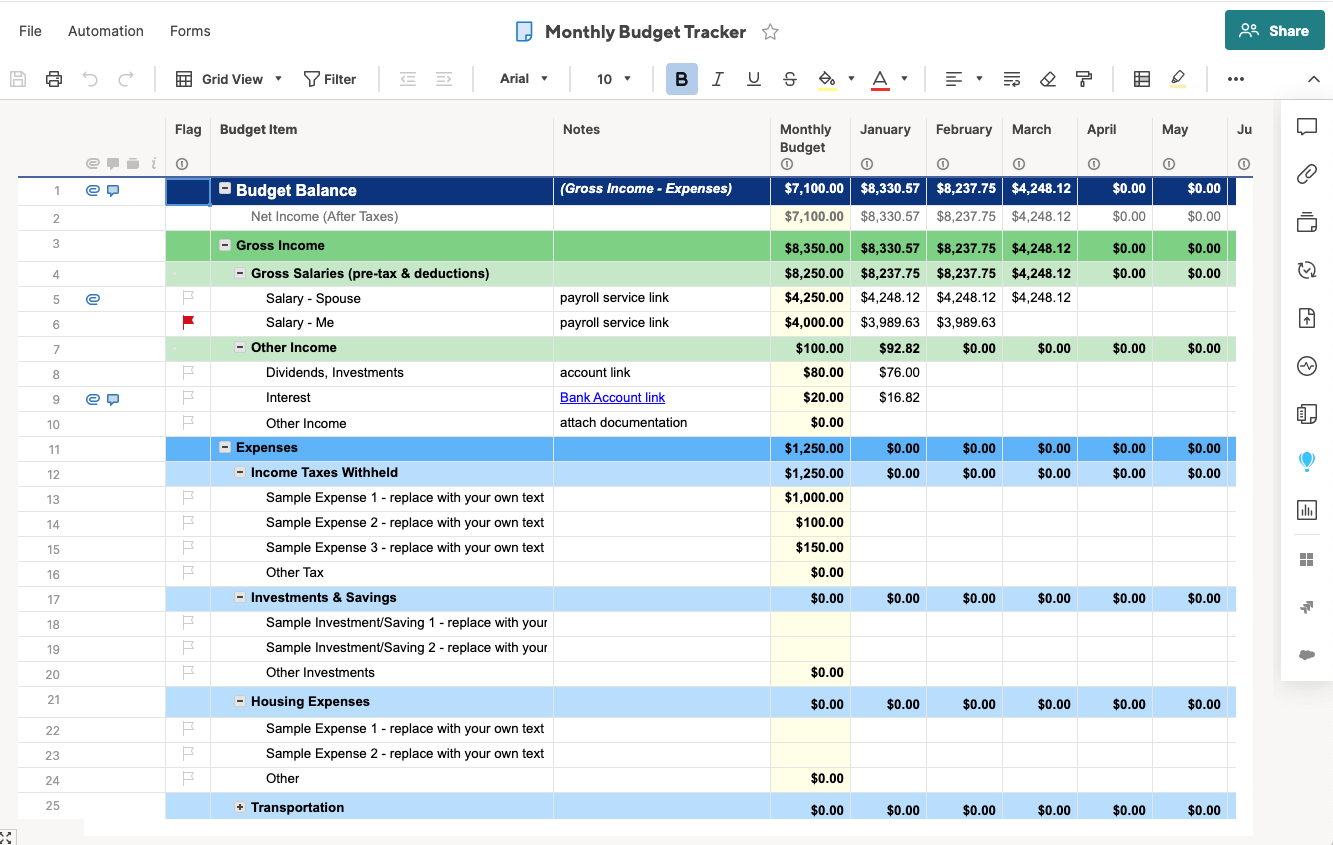 File Automation Forms Monthly Budget Tracker Share
Grid View Filter Arial 10 B I U S A
Flag Budget Item Notes Monthly Budget January February March April May Ju
1 Budget Balance (Gross Income - Expenses) $7,100.00 $8,330.57 $8,237.75 $4,248.12 $0.00 $0.00
2 Net Income (After Taxes) $7,100.00 $8,330.57 $8,237.75 $4,248.12 $0.00 $0.00
3 Gross Income $8,350.00 $8,330.57 $8,237.75 $4,248.12 $0.00 $0.00
4 Gross Salaries (pre-tax & deductions) $8,250.00 $8,237.75 $8,237.75 $4,248.12 $0.00 $0.00
5 Salary - Spouse payroll service link $4,250.00 $4,248.12 $4,248.12 $4,248.12
6 Salary - Me payroll service link $4,000.00 $3,989.63 $3,989.63
7 Other Income $100.00 $92.82 $0.00 $0.00 $0.00 $0.00
8 Dividends, Investments account link $80.00 $76.00
9 Interest Bank Account link $20.00 $16.82
10 Other Income attach documentation $0.00
11 Expenses $1,250.00 $0.00 $0.00 $0.00 $0.00 $0.00
12 Income Taxes Withheld $1,250.00 $0.00 $0.00 $0.00 $0.00 $0.00
13 Sample Expense 1 - replace with your own text $1,000.00
14 Sample Expense 2 - replace with your own text $100.00
15 Sample Expense 3 - replace with your own text $150.00
16 Other Tax $0.00
17 Investments & Savings $0.00 $0.00 $0.00 $0.00 $0.00 $0.00
18 Sample Investment/Saving 1 - replace with your
19 Sample Investment/Saving 2 - replace with your
20 Other Investments $0.00
21 Housing Expenses $0.00 $0.00 $0.00 $0.00 $0.00 $0.00
22 Sample Expense 1 - replace with your own text
23 Sample Expense 2 - replace with your own text
24 Other $0.00
25 Transportation $0.00 $0.00 $0.00 $0.00 $0.00 $0.00